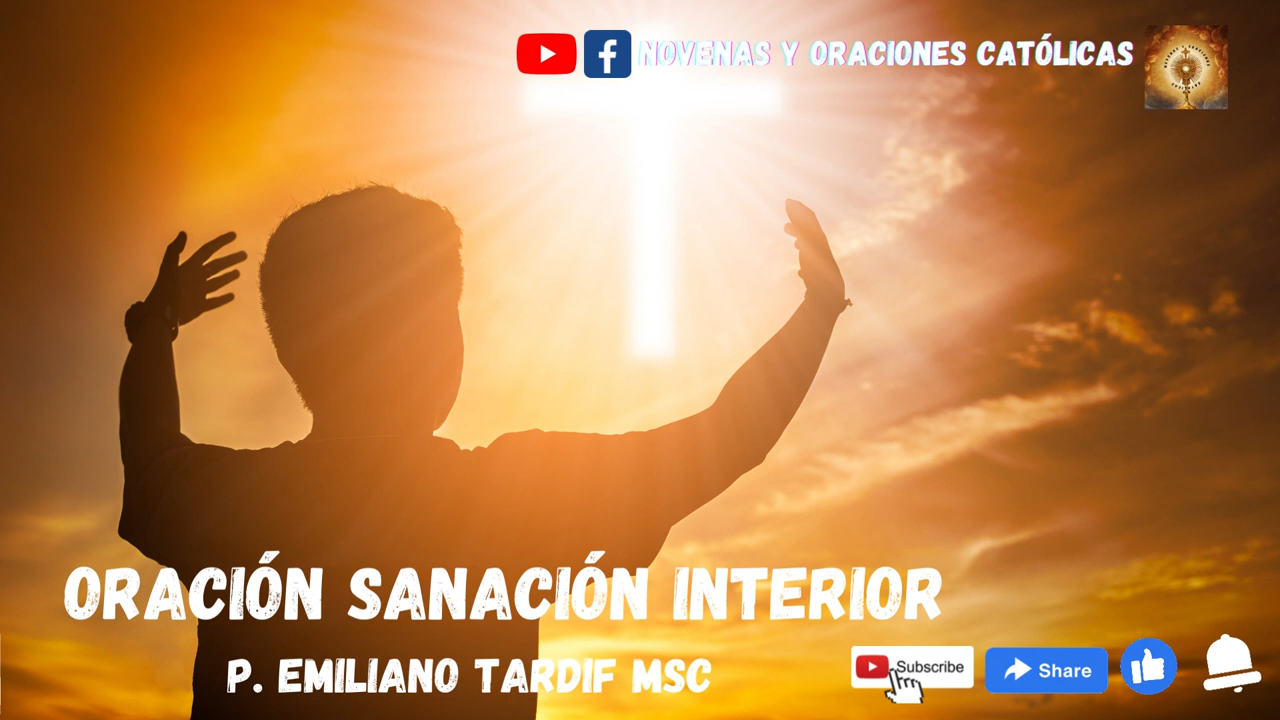 NOVENAS Y ORACIONES CATÓLICAS
ORACIÓN SANACIÓN INTERIOR
P. EMILIANO TARDIF MSC
Subscribe
Share